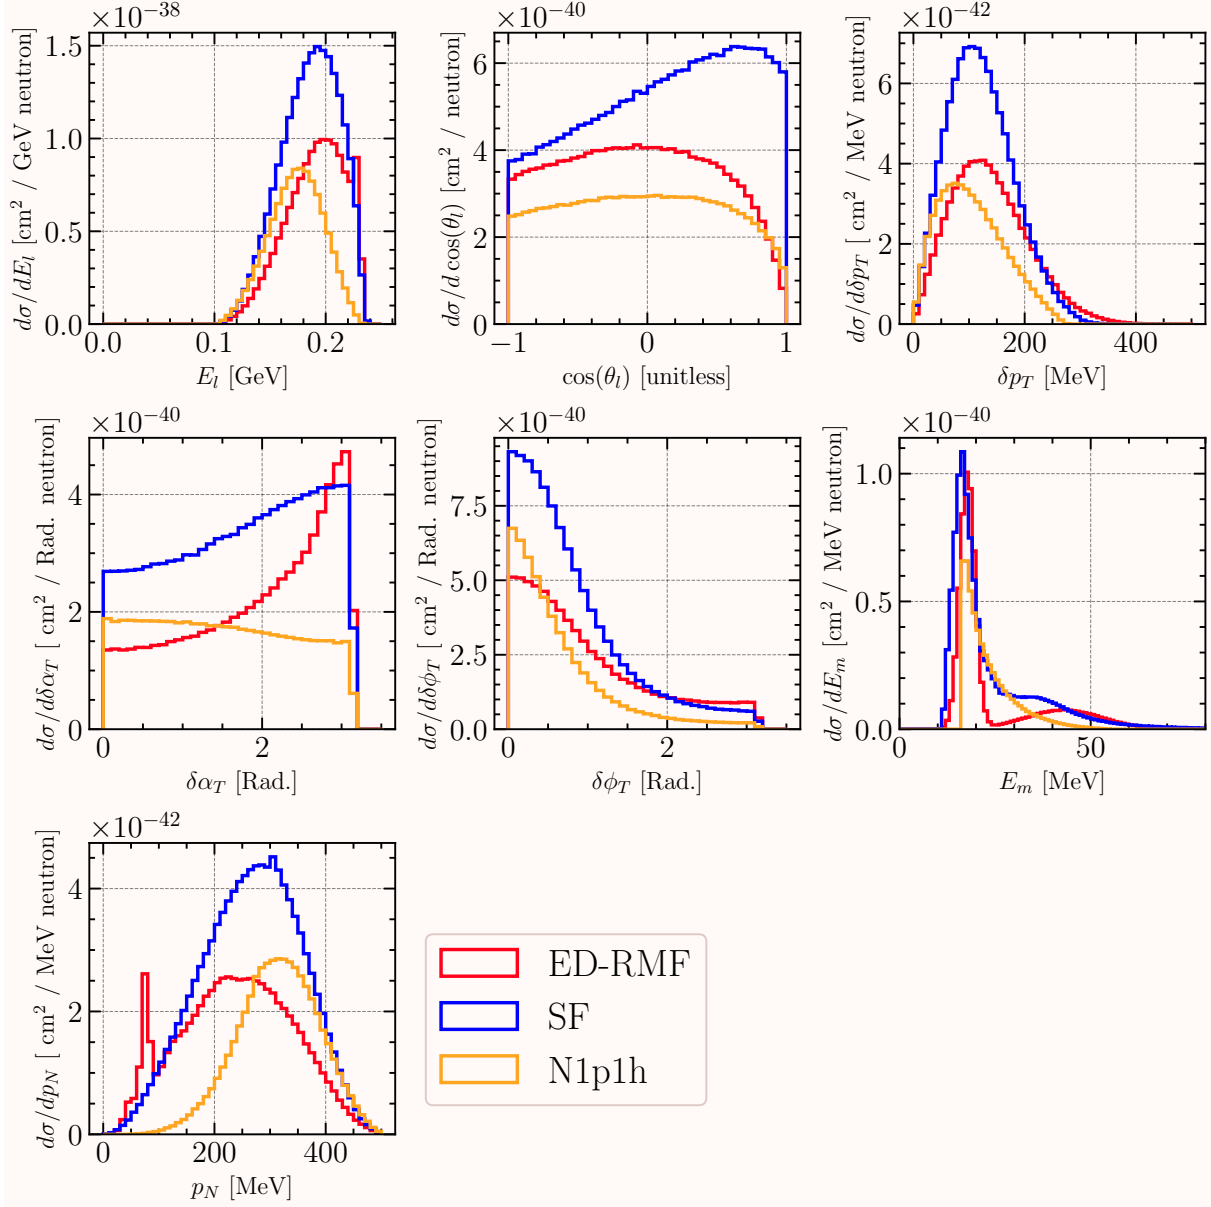 ×10⁻³⁸
dσ/dE_l [cm² / GeV neutron]
1.5
1.0
0.5
0.0
0.0 0.1 0.2
E_l [GeV]
×10⁻⁴⁰
dσ/d cos(θ_l) [cm² / neutron]
6
4
2
0
−1 0 1
cos(θ_l) [unitless]
×10⁻⁴²
dσ/dδp_T [ cm² / MeV neutron]
6
4
2
0
0 200 400
δp_T [MeV]
×10⁻⁴⁰
dσ/dδα_T [ cm² / Rad. neutron]
4
2
0
0 2
δα_T [Rad.]
×10⁻⁴⁰
dσ/dδϕ_T [ cm² / Rad. neutron]
7.5
5.0
2.5
0.0
0 2
δϕ_T [Rad.]
×10⁻⁴⁰
dσ/dE_m [cm² / MeV neutron]
1.0
0.5
0.0
0 50
E_m [MeV]
×10⁻⁴²
dσ/dp_N [ cm² / MeV neutron]
4
2
0
0 200 400
p_N [MeV]
ED-RMF
SF
N1p1h